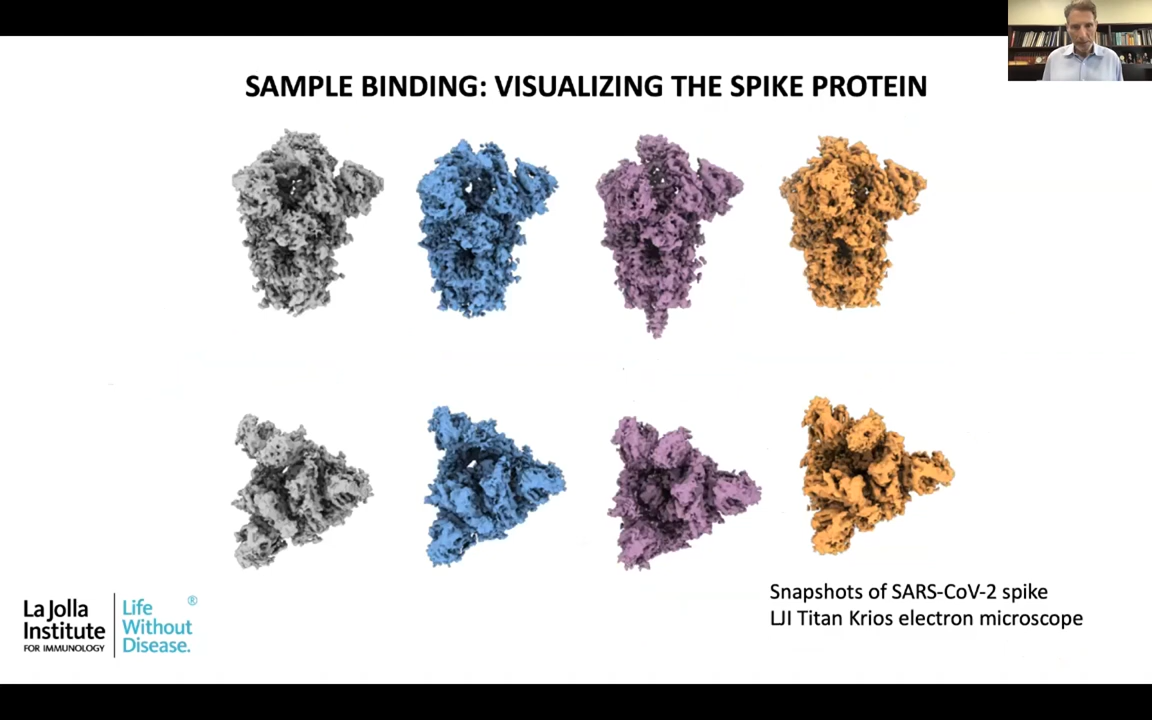 SAMPLE BINDING: VISUALIZING THE SPIKE PROTEIN
Snapshots of SARS-CoV-2 spike
LJI Titan Krios electron microscope
La Jolla
Institute
FOR IMMUNOLOGY
Life
Without
Disease.
®